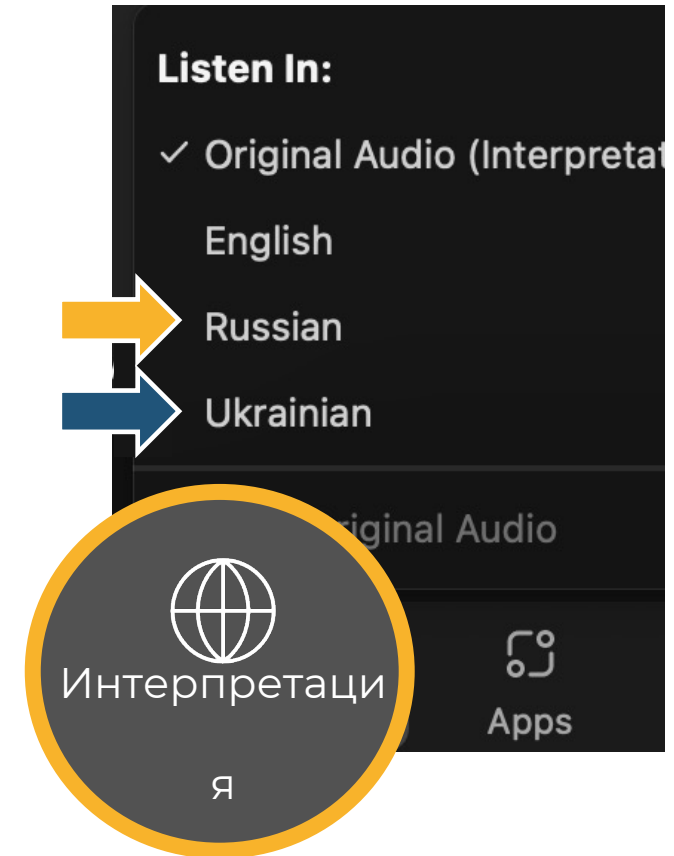 Listen In:
✓ Original Audio (Interpretat
English
Russian
Ukrainian
riginal Audio
Apps
Интерпретаци
я